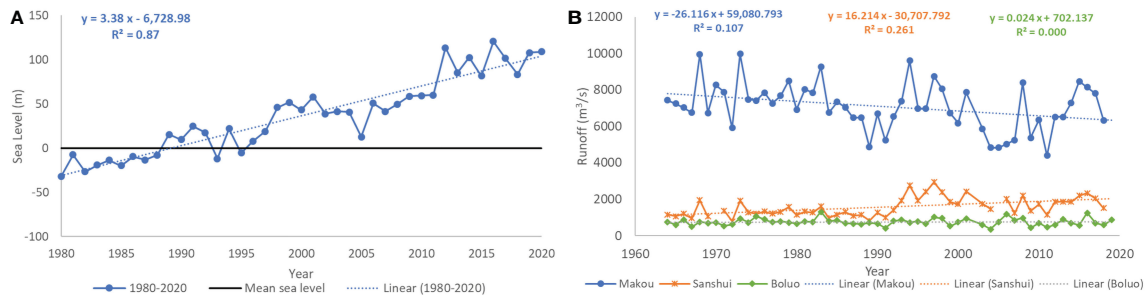 A
y = 3.38 x - 6,728.98
R² = 0.87
Sea Level (m)
150
100
50
0
-50
-100
1980 1985 1990 1995 2000 2005 2010 2015 2020
Year
1980-2020 Mean sea level Linear (1980-2020)
B
y = -26.116x + 59,080.793 y = 16.214x - 30,707.792 y = 0.024x + 702.137
R² = 0.107 R² = 0.261 R² = 0.000
Runoff (m³/s)
12000
10000
8000
6000
4000
2000
0
1960 1970 1980 1990 2000 2010 2020
Year
Makou Sanshui Boluo Linear (Makou) Linear (Sanshui) Linear (Boluo)